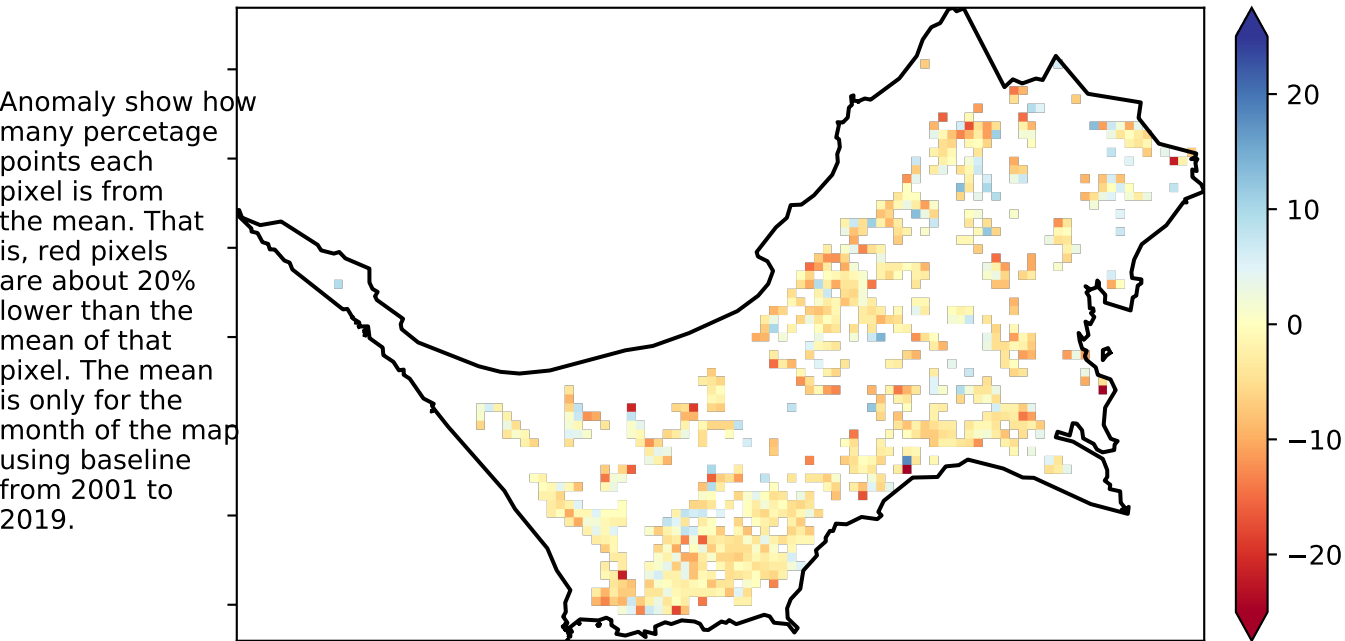 Anomaly show how
many percetage
points each
pixel is from
the mean. That
is, red pixels
are about 20%
lower than the
mean of that
pixel. The mean
is only for the
month of the map
using baseline
from 2001 to
2019.
20
10
0
−10
−20